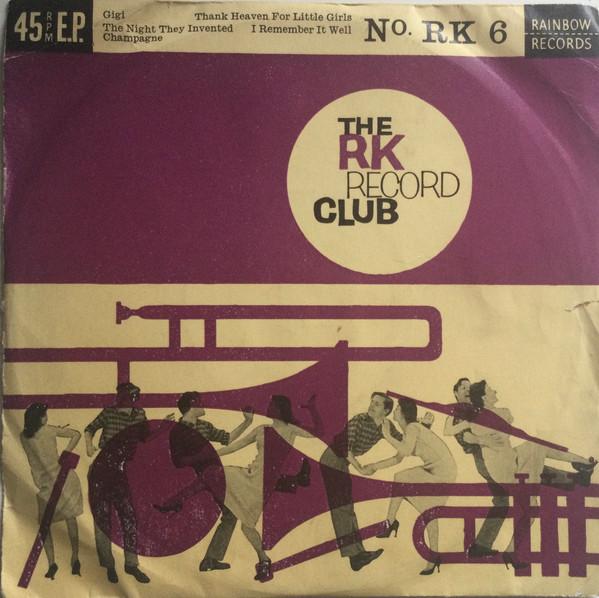 45 RPM E.P.
Gigi Thank Heaven For Little Girls
The Night They Invented I Remember It Well
Champagne
No. RK 6
RAINBOW
RECORDS
THE
RK
RECORD
CLUB